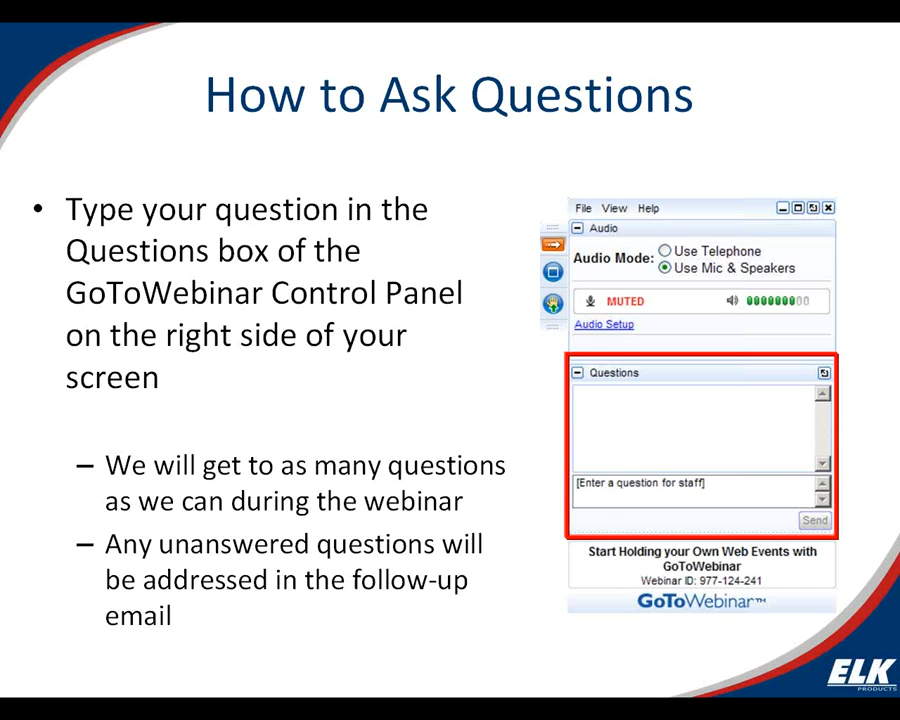 How to Ask Questions
• Type your question in the
Questions box of the
GoToWebinar Control Panel
on the right side of your
screen
– We will get to as many questions
as we can during the webinar
– Any unanswered questions will
be addressed in the follow-up
email
File View Help
Audio
Audio Mode: Use Telephone
Use Mic & Speakers
MUTED
Audio Setup
Questions
[Enter a question for staff]
Send
Start Holding your Own Web Events with
GoToWebinar
Webinar ID: 977-124-241
GoToWebinar™
ELK
PRODUCTS